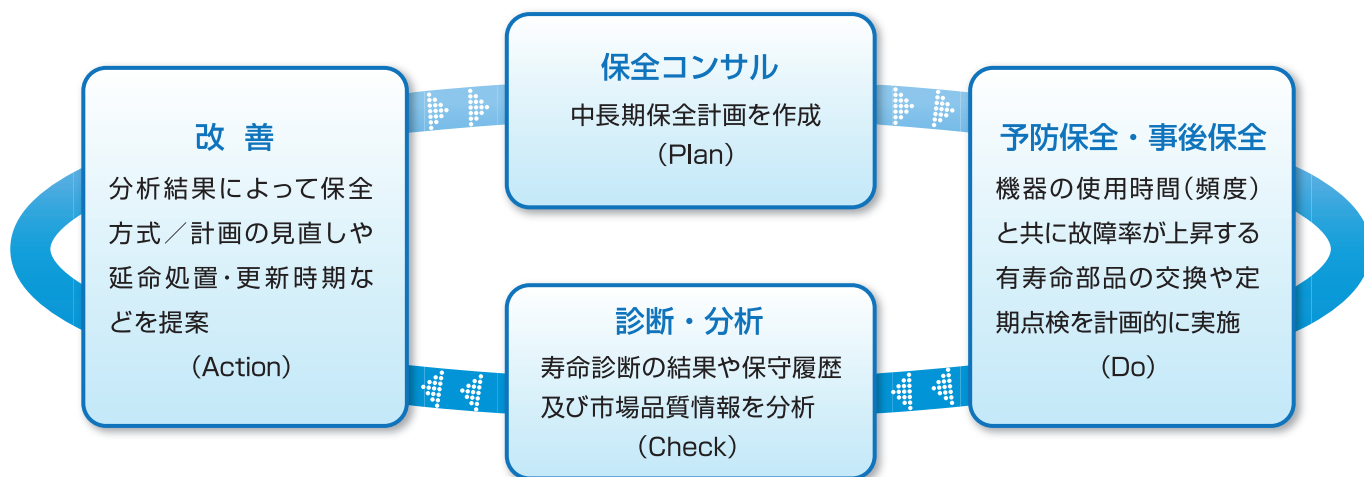 保全コンサル
中長期保全計画を作成
(Plan)
予防保全・事後保全
機器の使用時間(頻度)
と共に故障率が上昇する
有寿命部品の交換や定
期点検を計画的に実施
(Do)
診断・分析
寿命診断の結果や保守履歴
及び市場品質情報を分析
(Check)
改 善
分析結果によって保全
方式／計画の見直しや
延命処置・更新時期な
どを提案
(Action)